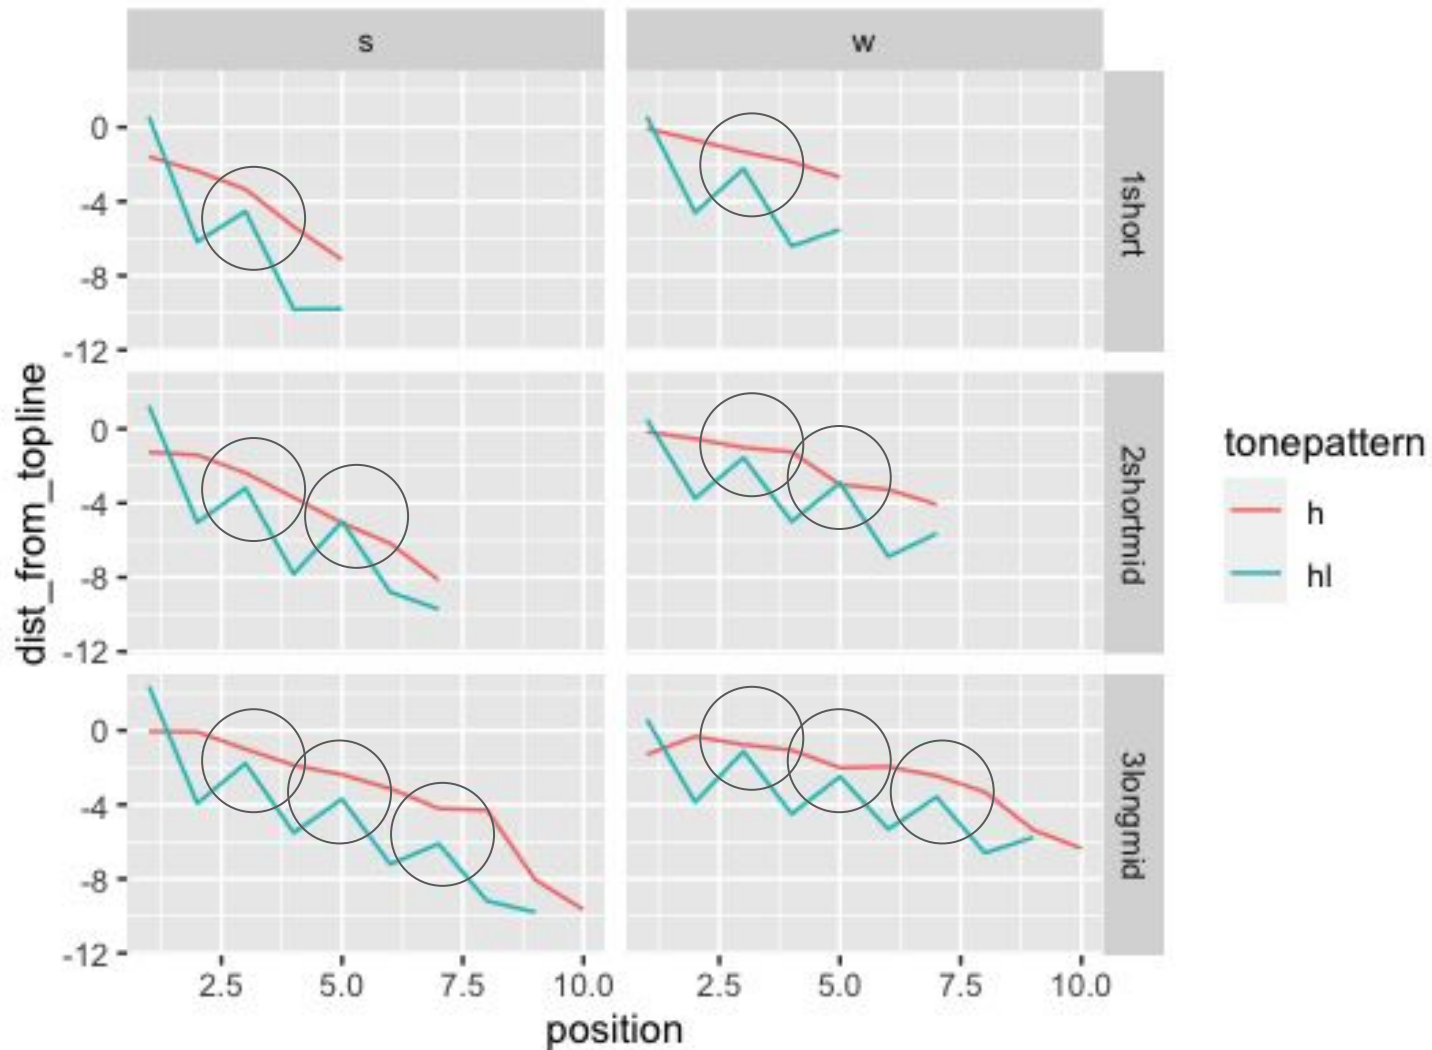 s
w
0
-4
-8
-12
1short
0
-4
-8
-12
2shortmid
0
-4
-8
-12
3longmid
2.5
5.0
7.5
10.0
2.5
5.0
7.5
10.0
position
dist_from_topline
tonepattern
h
hl